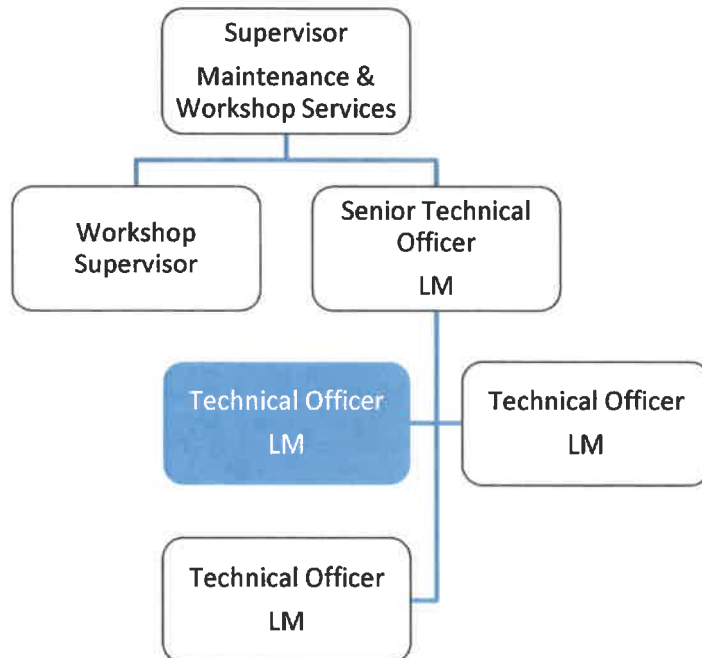 Supervisor
Maintenance &
Workshop Services
Workshop
Supervisor
Senior Technical
Officer
LM
Technical Officer
LM
Technical Officer
LM
Technical Officer
LM